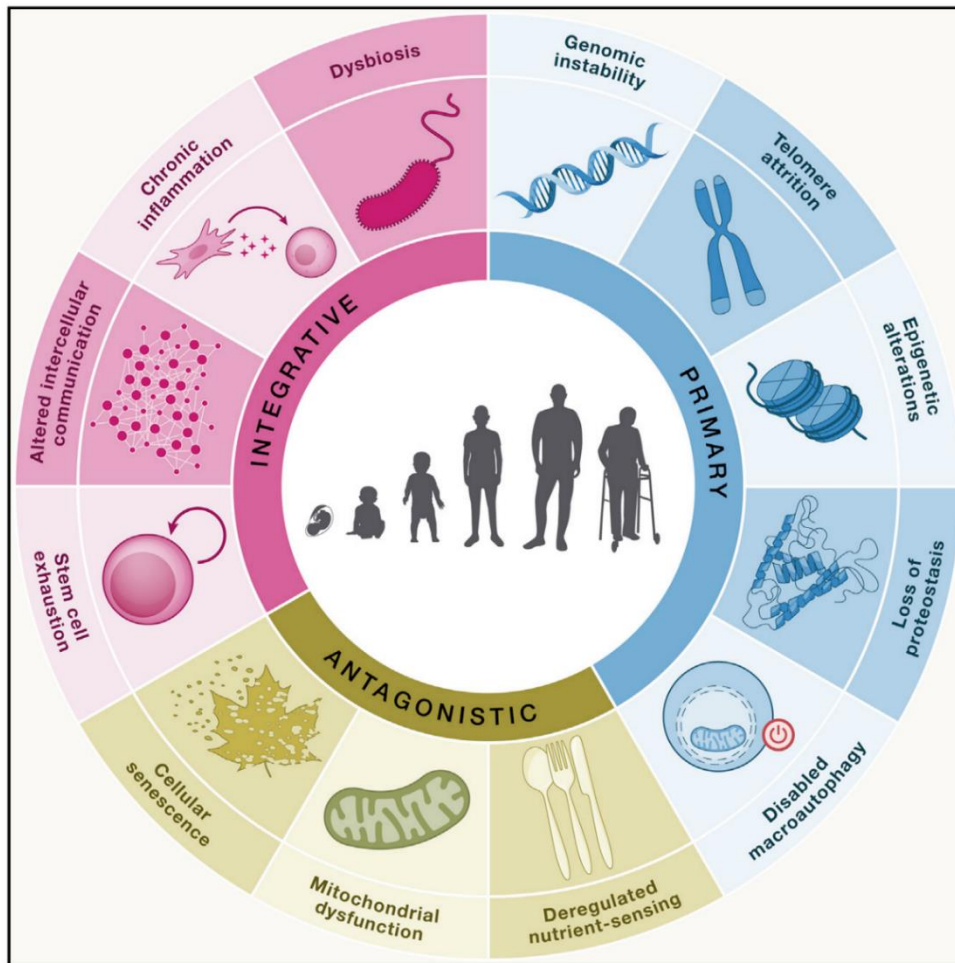 Dysbiosis
Genomic
instability
Telomere
attrition
Epigenetic
alterations
Loss of
proteostasis
Disabled
macroautophagy
Deregulated
nutrient-sensing
Mitochondrial
dysfunction
Cellular
senescence
Stem cell
exhaustion
Altered intercellular
communication
Chronic
inflammation
INTEGRATIVE
PRIMARY
ANTAGONISTIC